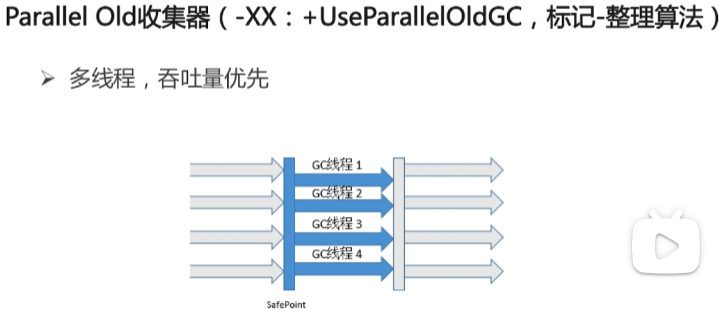 Parallel Old收集器（-XX：+UseParallelOldGC，标记-整理算法）
➢ 多线程，吞吐量优先
GC线程 1
GC线程 2
GC线程 3
GC线程 4
SafePoint